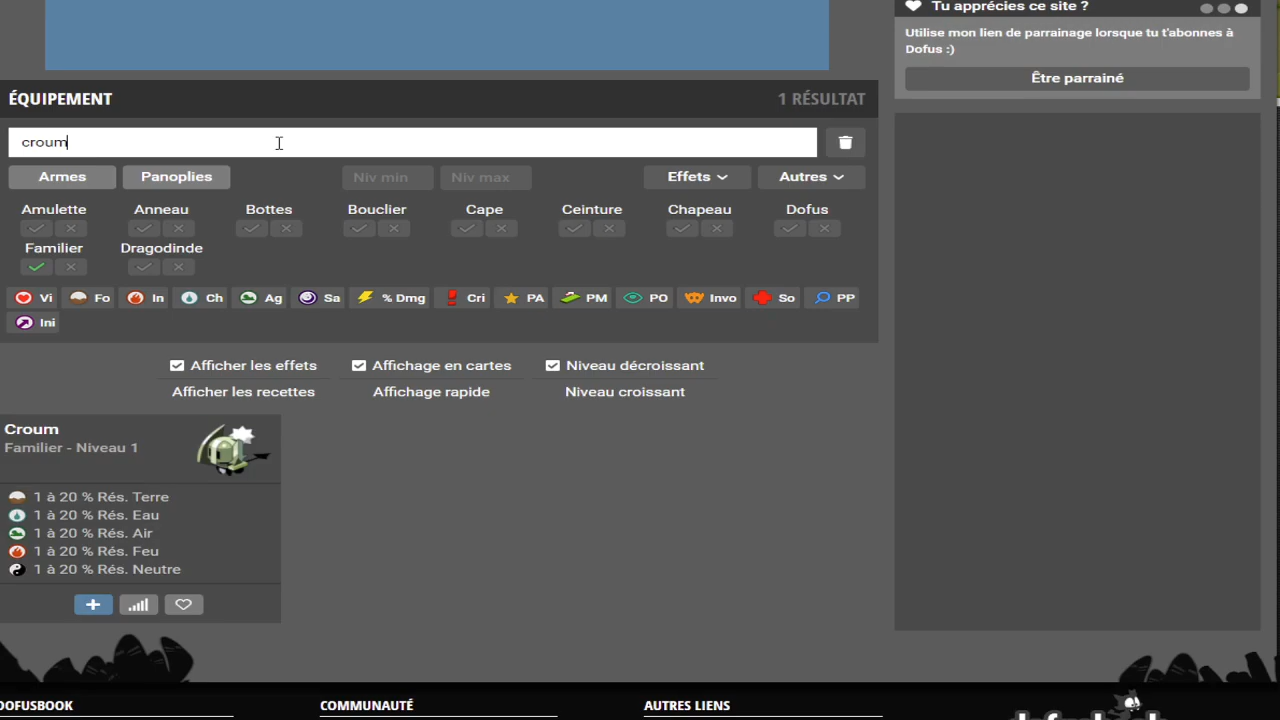 Tu apprécies ce site ?
Utilise mon lien de parrainage lorsque tu t'abonnes à
Dofus :)
Être parrainé
ÉQUIPEMENT 1 RÉSULTAT
croum
Armes Panoplies Niv min Niv max Effets Autres
Amulette Anneau Bottes Bouclier Cape Ceinture Chapeau Dofus
Familier Dragodinde
Vi Fo In Ch Ag Sa % Dmg Cri PA PM PO Invo So PP
Ini
Afficher les effets Affichage en cartes Niveau décroissant
Afficher les recettes Affichage rapide Niveau croissant
Croum
Familier - Niveau 1
1 à 20 % Rés. Terre
1 à 20 % Rés. Eau
1 à 20 % Rés. Air
1 à 20 % Rés. Feu
1 à 20 % Rés. Neutre
DOFUSBOOK COMMUNAUTÉ AUTRES LIENS
dofusbook